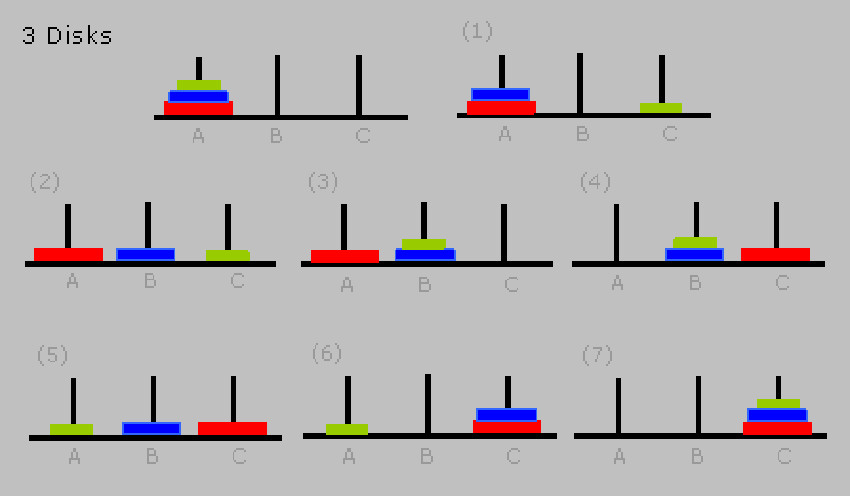 3 Disks
A B C
(1)
A B C
(2)
A B C
(3)
A B C
(4)
A B C
(5)
A B C
(6)
A B C
(7)
A B C